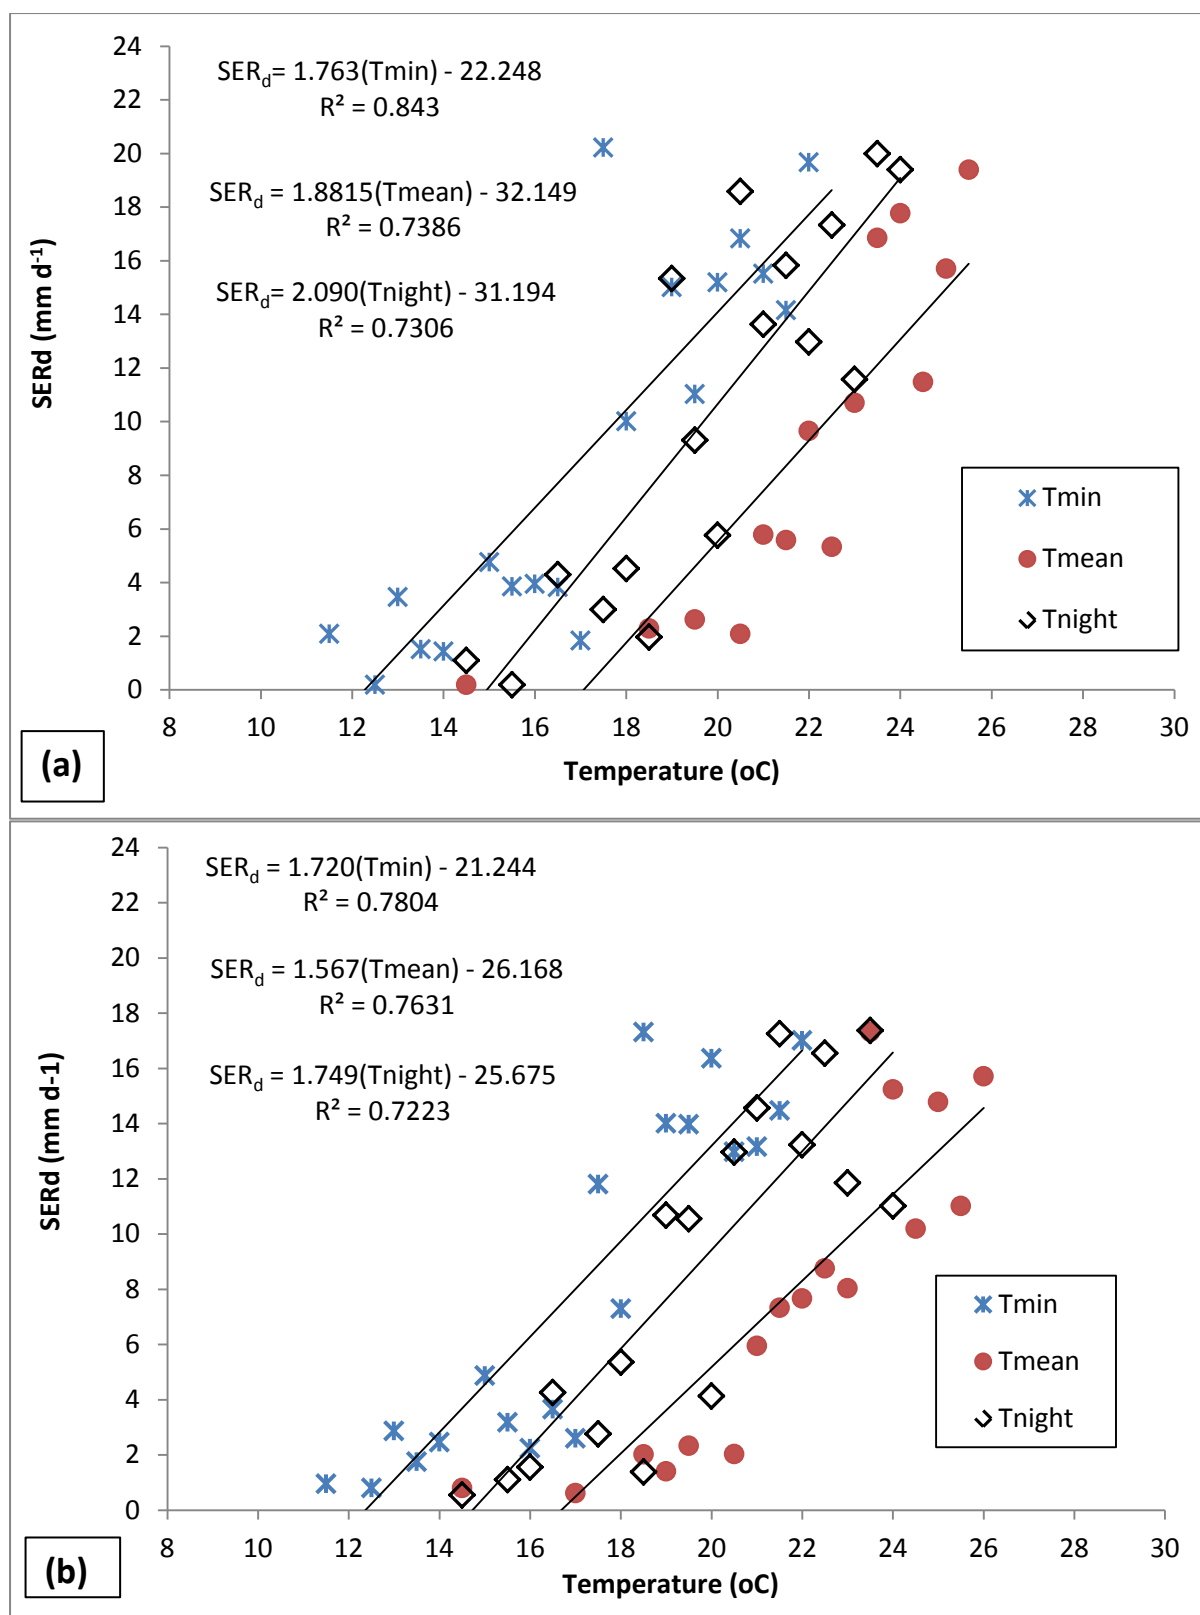 24
22
20
18
16
14
12
10
8
6
4
2
0
SERd (mm d-1)
SERd= 1.763(Tmin) - 22.248
R² = 0.843
SERd = 1.8815(Tmean) - 32.149
R² = 0.7386
SERd= 2.090(Tnight) - 31.194
R² = 0.7306
Tmin
Tmean
Tnight
8 10 12 14 16 18 20 22 24 26 28 30
Temperature (oC)
(a)
24
22
20
18
16
14
12
10
8
6
4
2
0
SERd (mm d-1)
SERd = 1.720(Tmin) - 21.244
R² = 0.7804
SERd = 1.567(Tmean) - 26.168
R² = 0.7631
SERd = 1.749(Tnight) - 25.675
R² = 0.7223
Tmin
Tmean
Tnight
8 10 12 14 16 18 20 22 24 26 28 30
Temperature (oC)
(b)